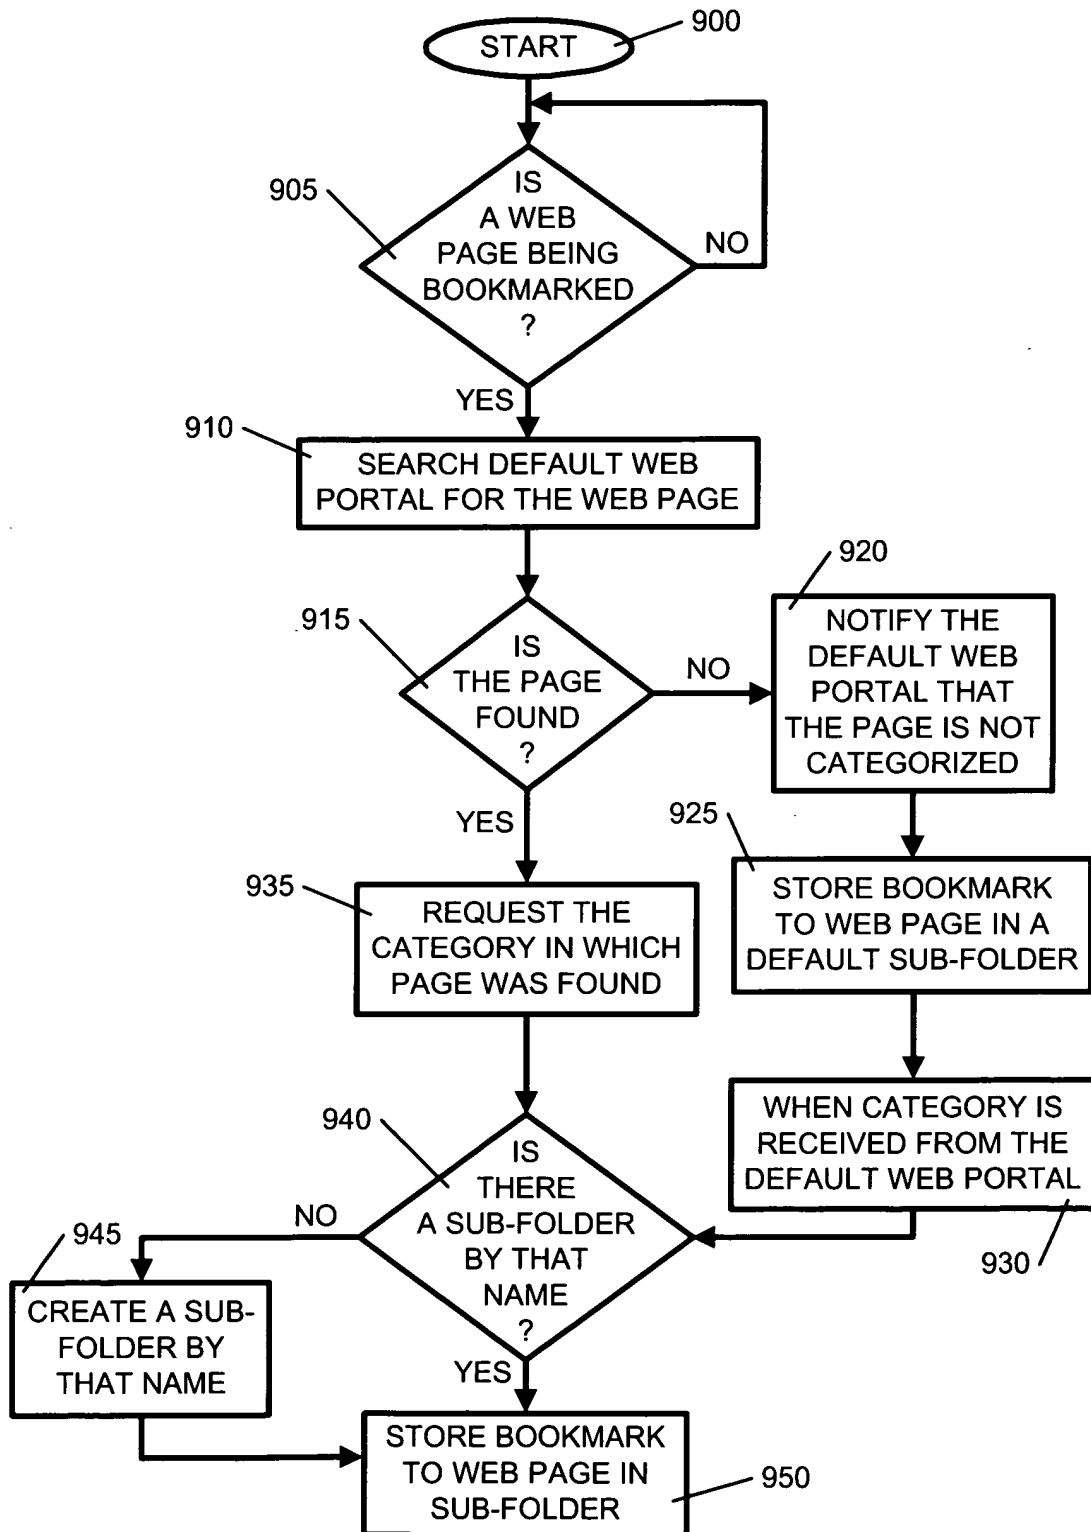 START
900
905
IS
A WEB
PAGE BEING
BOOKMARKED
?
NO
YES
910
SEARCH DEFAULT WEB
PORTAL FOR THE WEB PAGE
915
IS
THE PAGE
FOUND
?
NO
920
NOTIFY THE
DEFAULT WEB
PORTAL THAT
THE PAGE IS NOT
CATEGORIZED
YES
925
STORE BOOKMARK
TO WEB PAGE IN A
DEFAULT SUB-FOLDER
935
REQUEST THE
CATEGORY IN WHICH
PAGE WAS FOUND
WHEN CATEGORY IS
RECEIVED FROM THE
DEFAULT WEB PORTAL
930
940
IS
THERE
A SUB-FOLDER
BY THAT
NAME
?
NO
945
CREATE A SUB-
FOLDER BY
THAT NAME
YES
STORE BOOKMARK
TO WEB PAGE IN
SUB-FOLDER
950